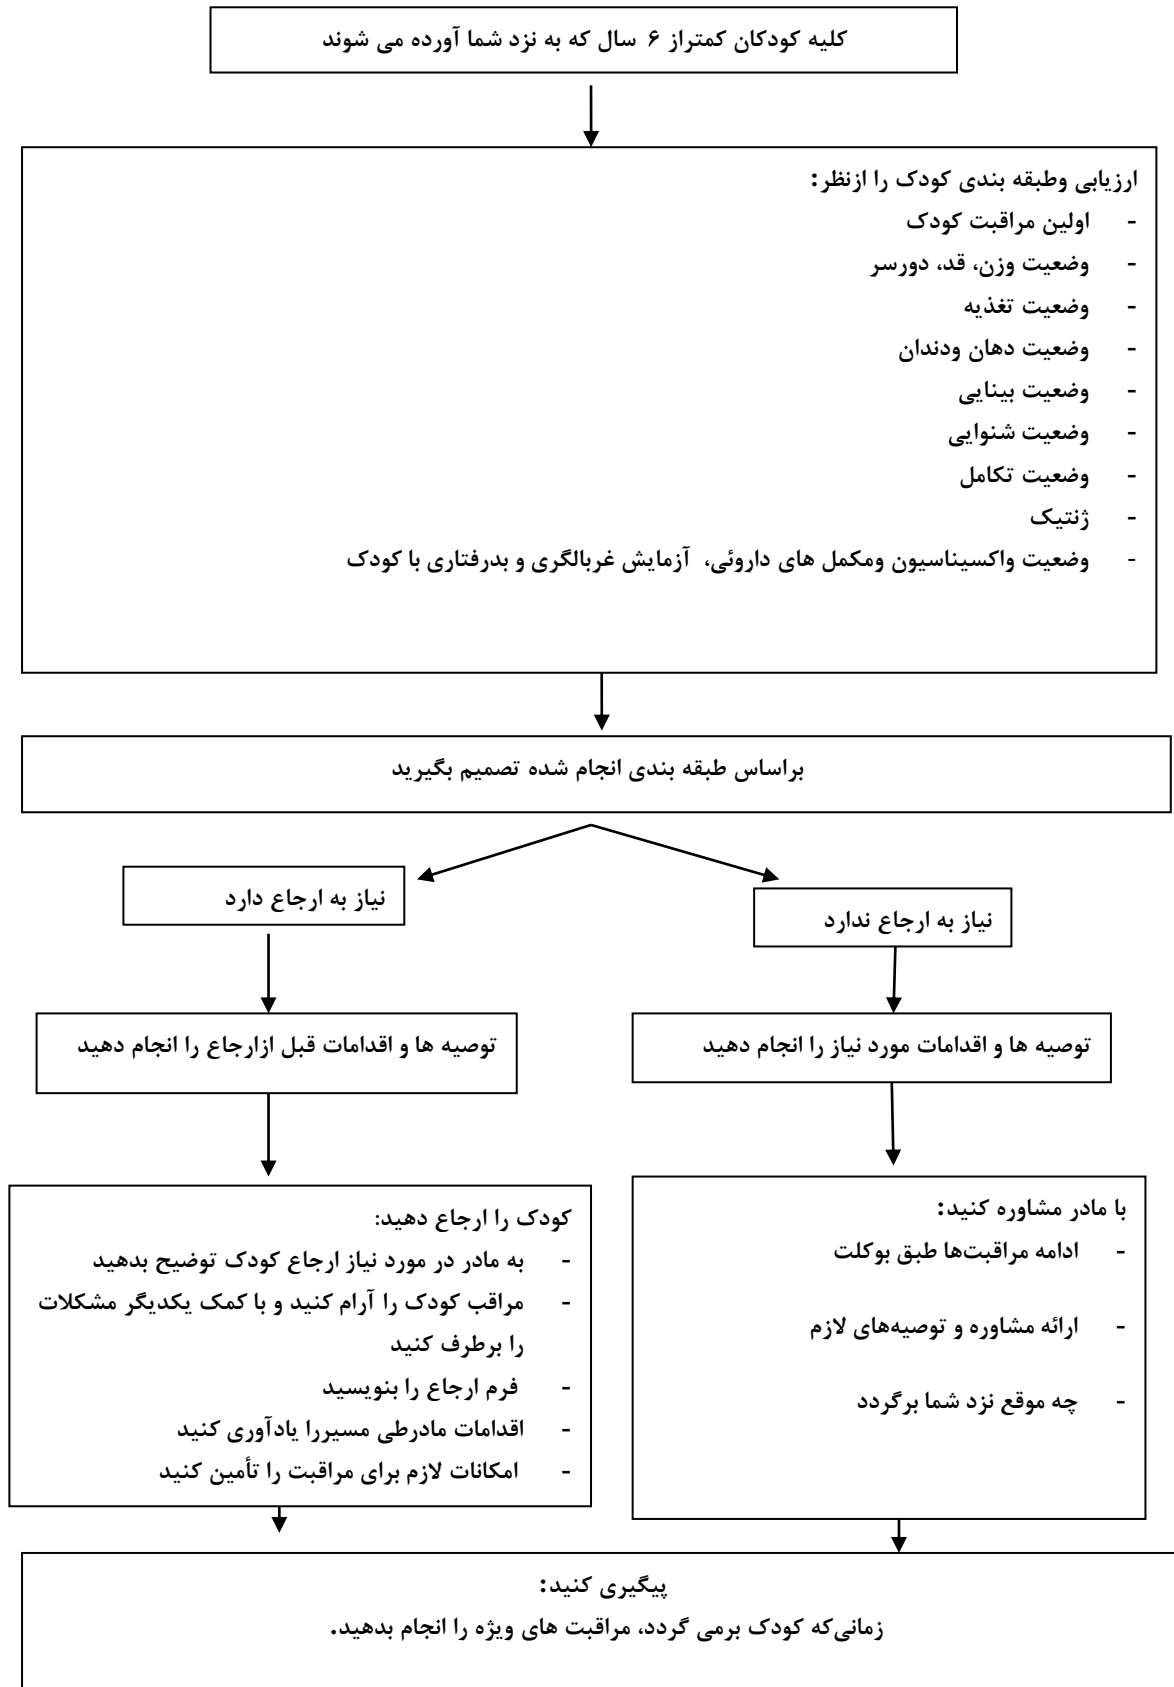 کلیه کودکان کمتراز ۶ سال که به نزد شما آورده می شوند
ارزیابی وطبقه بندی کودک را ازنظر:
- اولین مراقبت کودک
- وضعیت وزن، قد، دورسر
- وضعیت تغذیه
- وضعیت دهان ودندان
- وضعیت بینایی
- وضعیت شنوایی
- وضعیت تکامل
- ژنتیک
- وضعیت واکسیناسیون ومکمل های داروئی، آزمایش غربالگری و بدرفتاری با کودک
براساس طبقه بندی انجام شده تصمیم بگیرید
نیاز به ارجاع ندارد
نیاز به ارجاع دارد
توصیه ها و اقدامات مورد نیاز را انجام دهید
توصیه ها و اقدامات قبل ازارجاع را انجام دهید
با مادر مشاوره کنید:
- ادامه مراقبت‌ها طبق بوکلت
- ارائه مشاوره و توصیه‌های لازم
- چه موقع نزد شما برگردد
کودک را ارجاع دهید:
- به مادر در مورد نیاز ارجاع کودک توضیح بدهید
- مراقب کودک را آرام کنید و با کمک یکدیگر مشکلات
را برطرف کنید
- فرم ارجاع را بنویسید
- اقدامات مادرطی مسیررا یادآوری کنید
- امکانات لازم برای مراقبت را تأمین کنید
پیگیری کنید:
زمانی‌که کودک برمی گردد، مراقبت های ویژه را انجام بدهید.